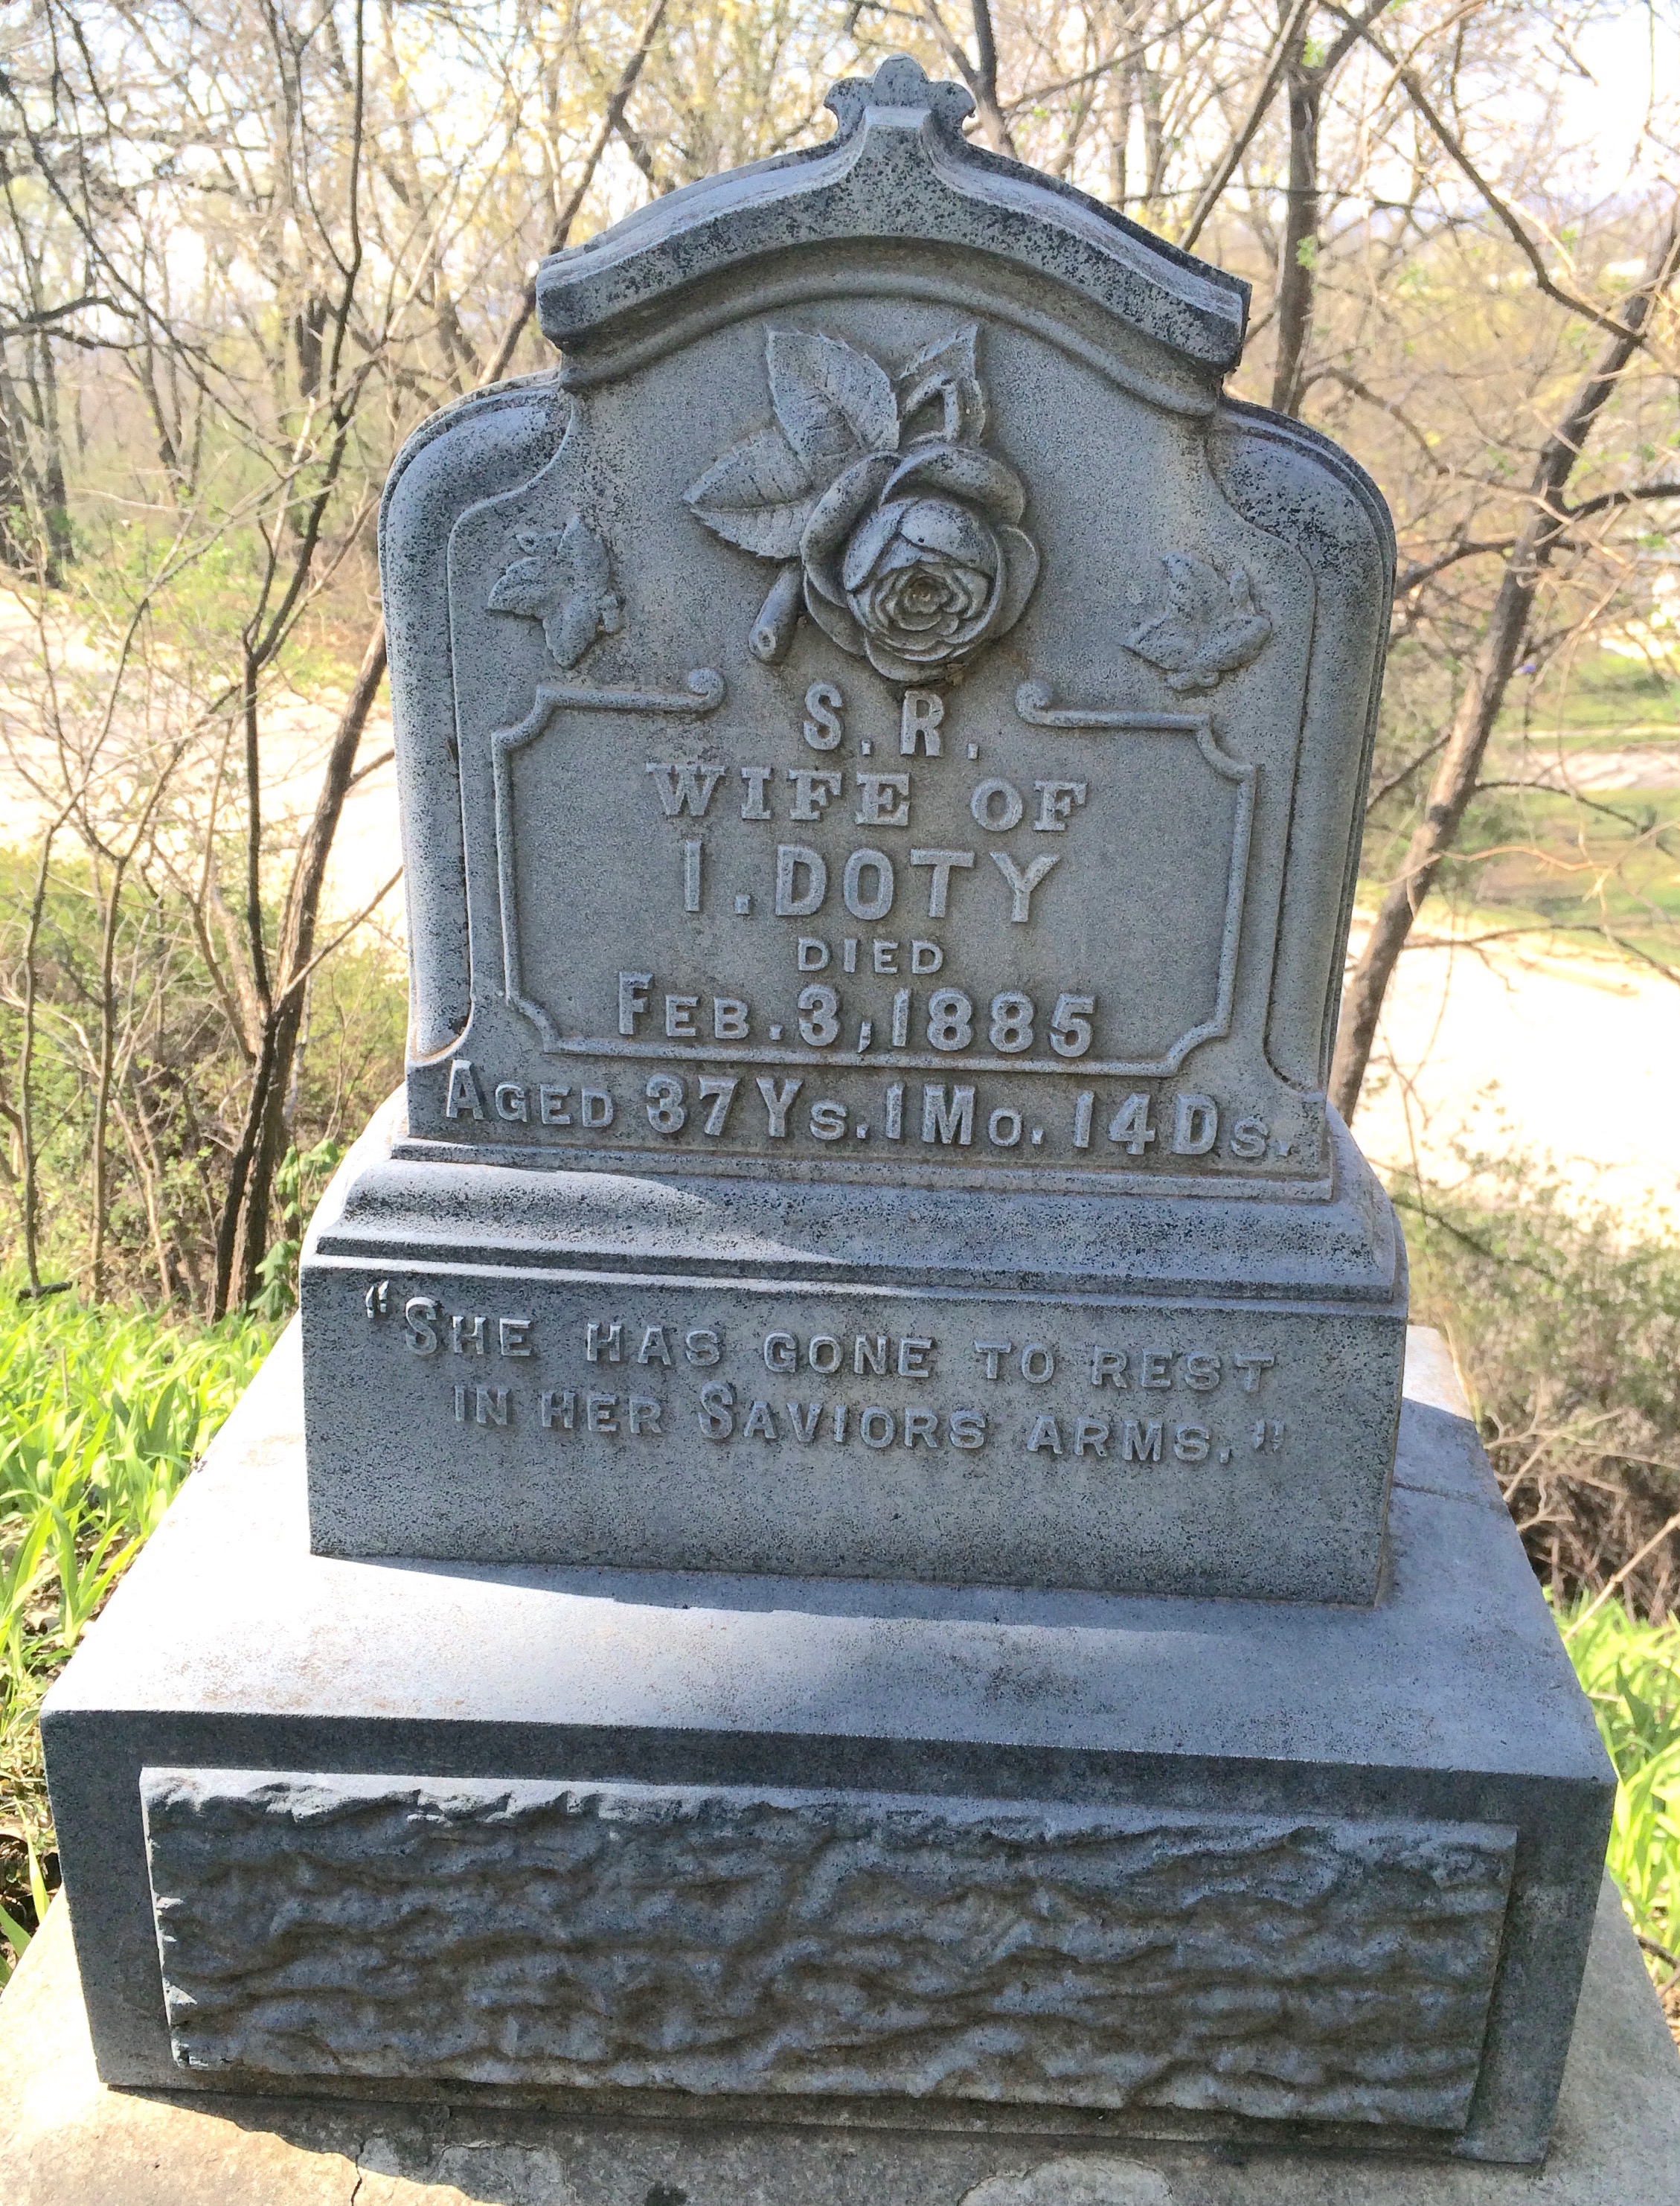 S. R.
WIFE OF
I. DOTY
DIED
FEB. 3, 1885
AGED 37 YS. 1 MO. 14 DS.
"SHE HAS GONE TO REST
IN HER SAVIORS ARMS."